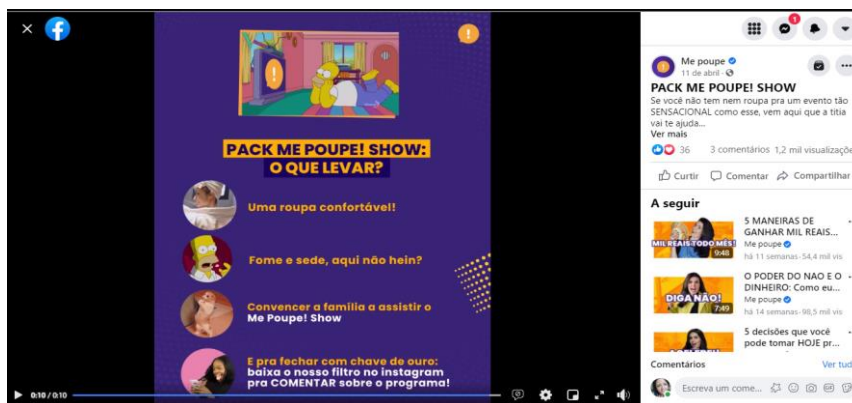 PACK ME POUPE! SHOW:
O QUE LEVAR?
Uma roupa confortável!
Fome e sede, aqui não hein?
Convencer a família a assistir o
Me Poupe! Show
E pra fechar com chave de ouro:
baixa o nosso filtro no instagram
pra COMENTAR sobre o programa!
0:10 / 0:10
1
Me poupe
11 de abril ·
PACK ME POUPE! SHOW
Se você não tem nem roupa pra um evento tão
SENSACIONAL como esse, vem aqui que a titia
vai te ajuda...
Ver mais
36 3 comentários 1,2 mil visualizaçõe
Curtir Comentar Compartilhar
A seguir
MIL REAIS TODO MÊS!
9:48
5 MANEIRAS DE
GANHAR MIL REAIS...
Me poupe
há 11 semanas · 54,4 mil vis
DIGA NÃO!
7:49
O PODER DO NAO E O
DINHEIRO: Como eu...
Me poupe
há 14 semanas · 98,5 mil vis
5 decisões que você
pode tomar HOJE pr...
Comentários Ver tud
Escreva um come...
GIF